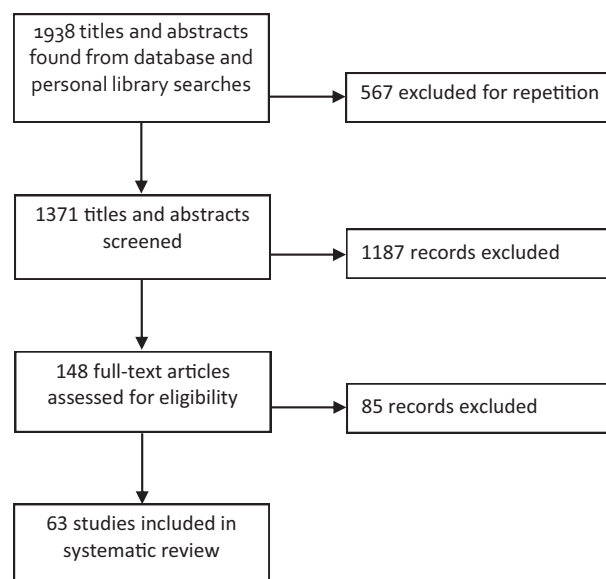 1938 titles and abstracts
found from database and
personal library searches
567 excluded for repetition
1371 titles and abstracts
screened
1187 records excluded
148 full-text articles
assessed for eligibility
85 records excluded
63 studies included in
systematic review